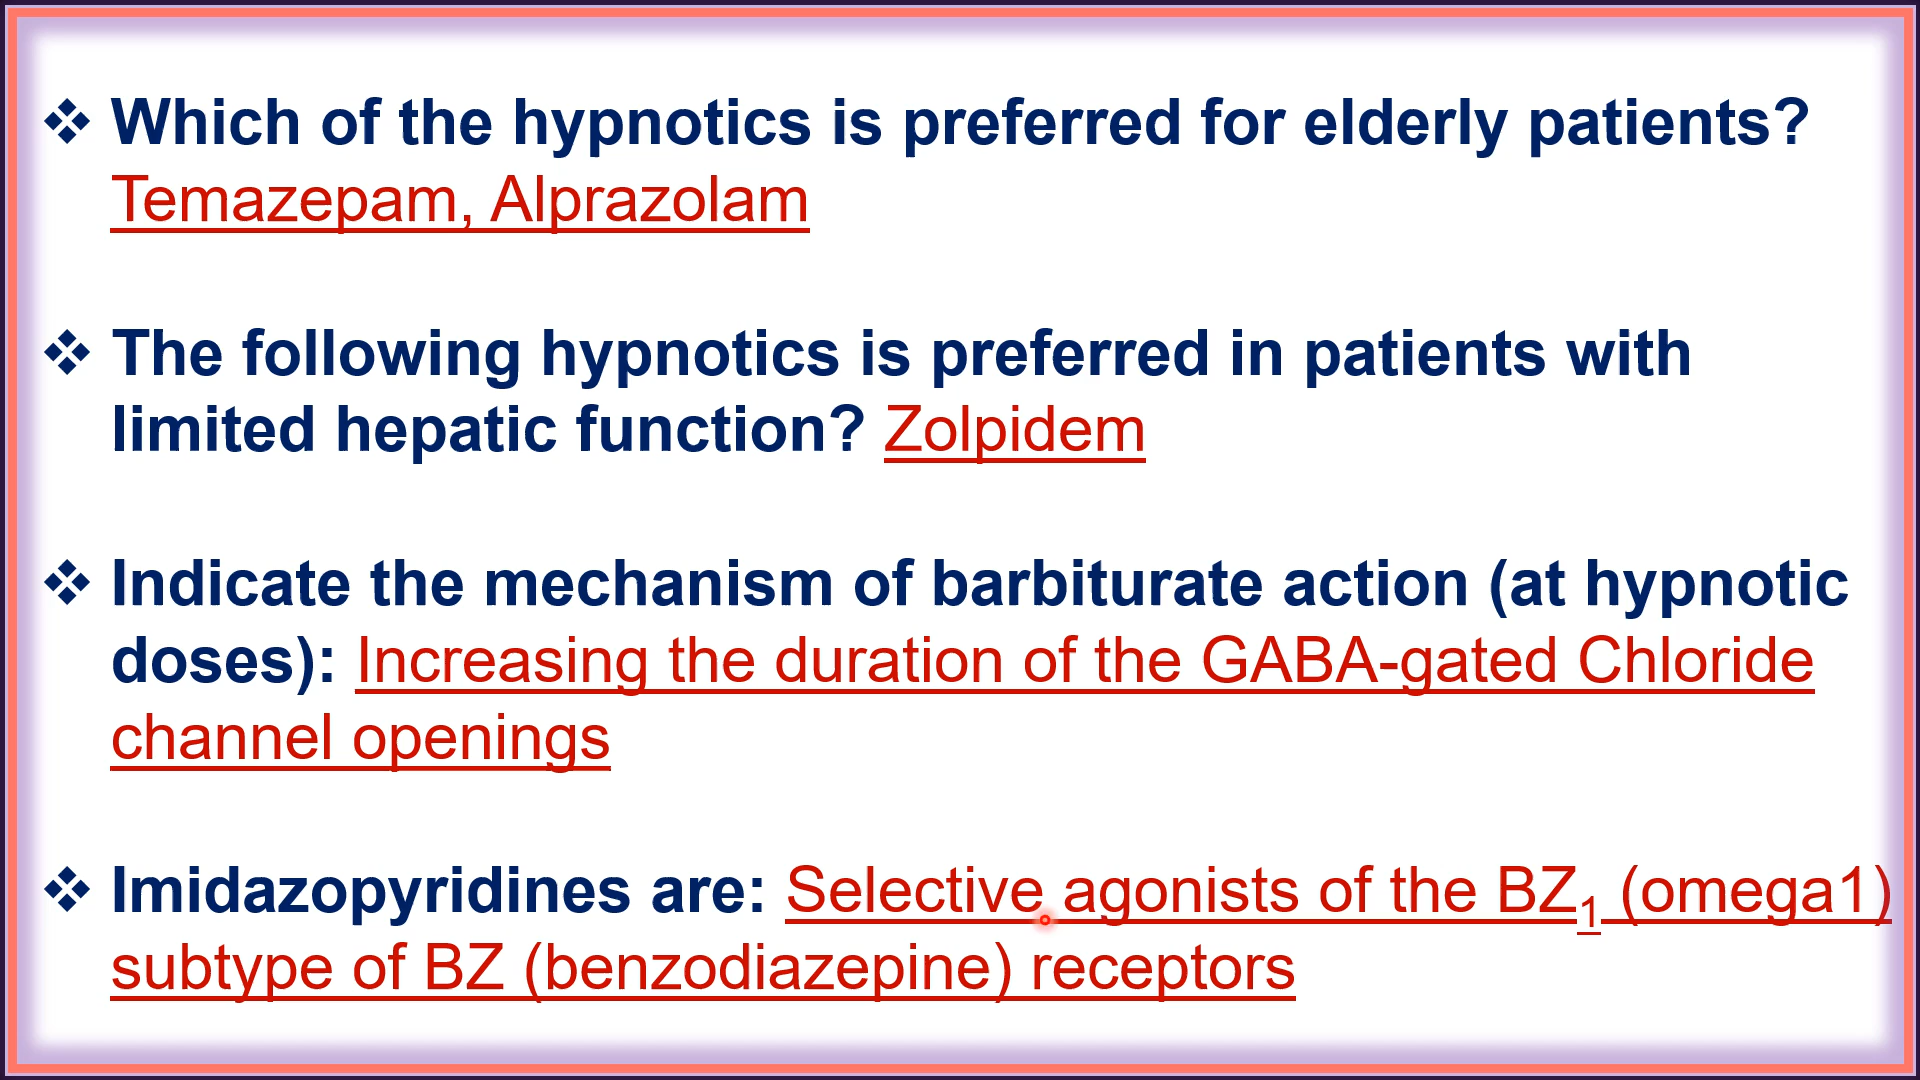 ❖ Which of the hypnotics is preferred for elderly patients?
Temazepam, Alprazolam
❖ The following hypnotics is preferred in patients with
limited hepatic function? Zolpidem
❖ Indicate the mechanism of barbiturate action (at hypnotic
doses): Increasing the duration of the GABA-gated Chloride
channel openings
❖ Imidazopyridines are: Selective agonists of the BZ₁ (omega1)
subtype of BZ (benzodiazepine) receptors